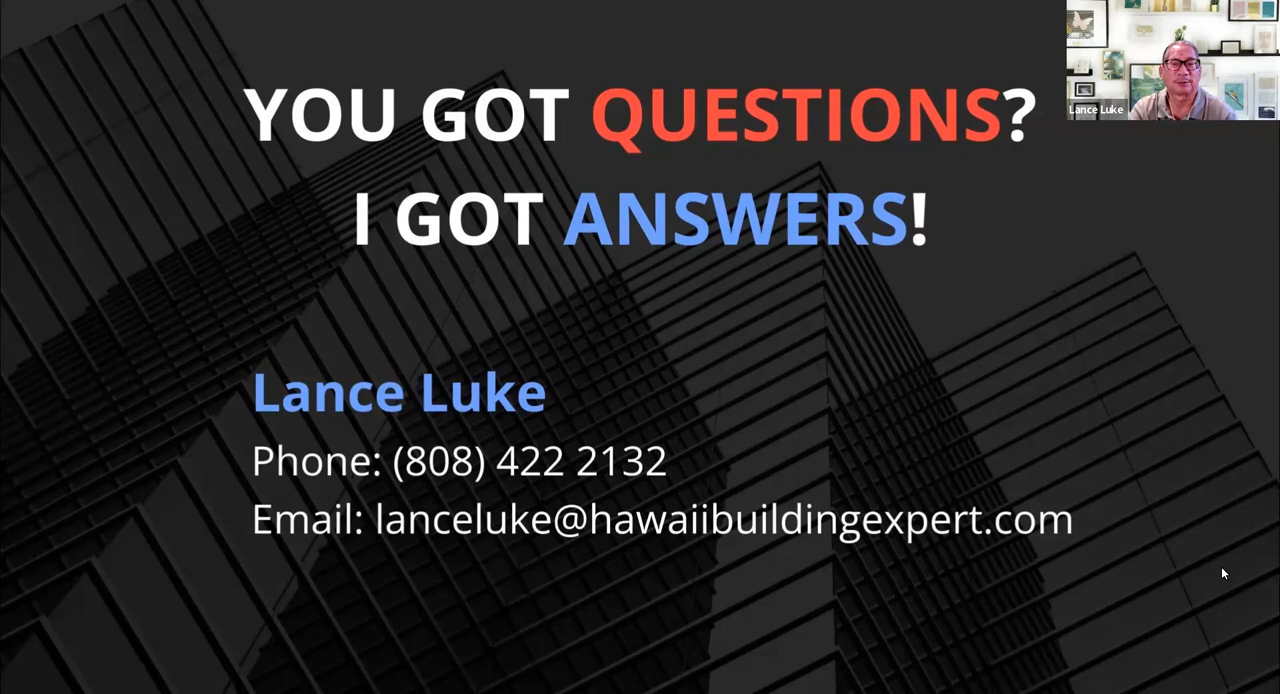 YOU GOT QUESTIONS?
I GOT ANSWERS!
Lance Luke
Lance Luke
Phone: (808) 422 2132
Email: lanceluke@hawaiibuildingexpert.com